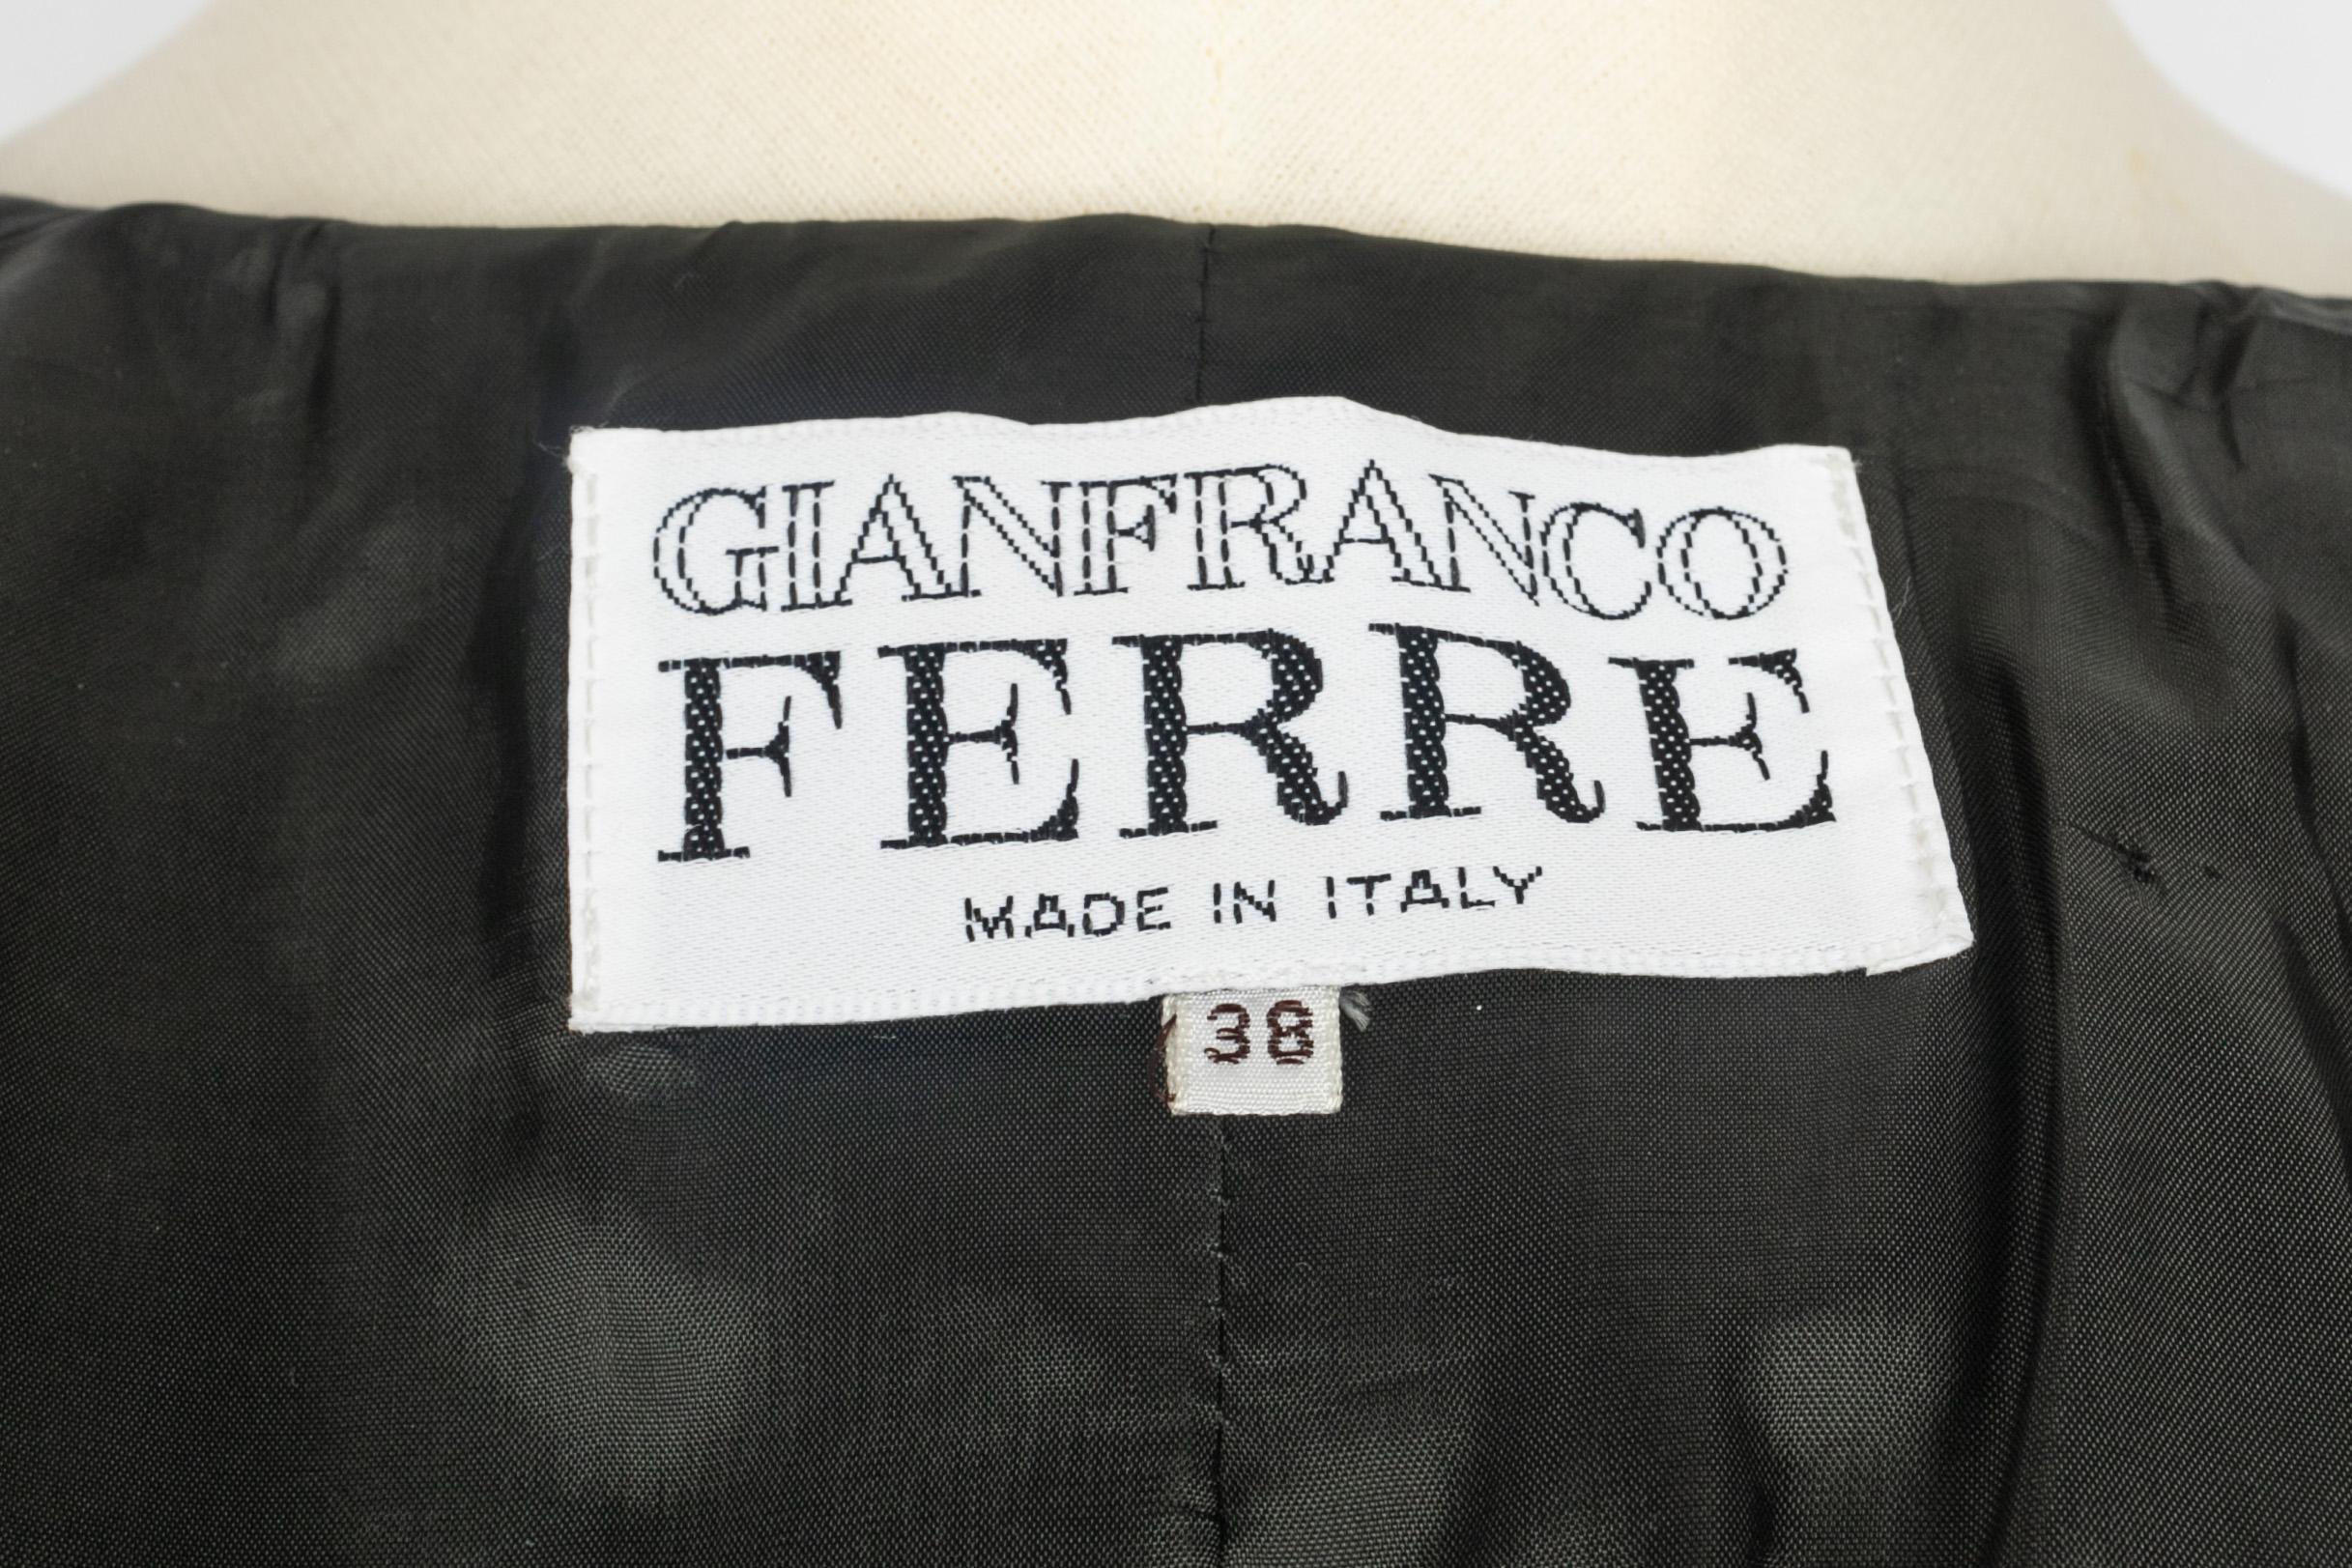 GIANFRANCO
FERRE
MADE IN ITALY
38